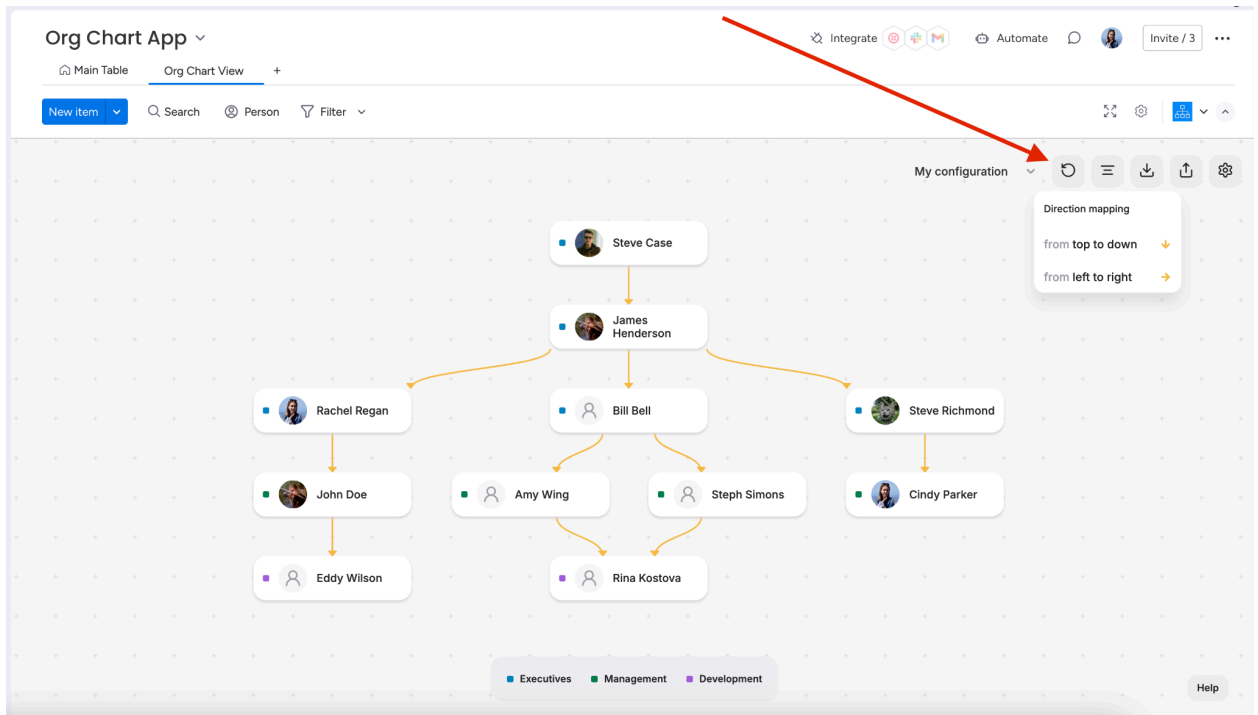 Org Chart App
Integrate
Automate
Invite / 3
Main Table
Org Chart View
+
New item
Search
Person
Filter
My configuration
Direction mapping
from top to down
from left to right
Steve Case
James
Henderson
Rachel Regan
Bill Bell
Steve Richmond
John Doe
Amy Wing
Steph Simons
Cindy Parker
Eddy Wilson
Rina Kostova
Executives
Management
Development
Help